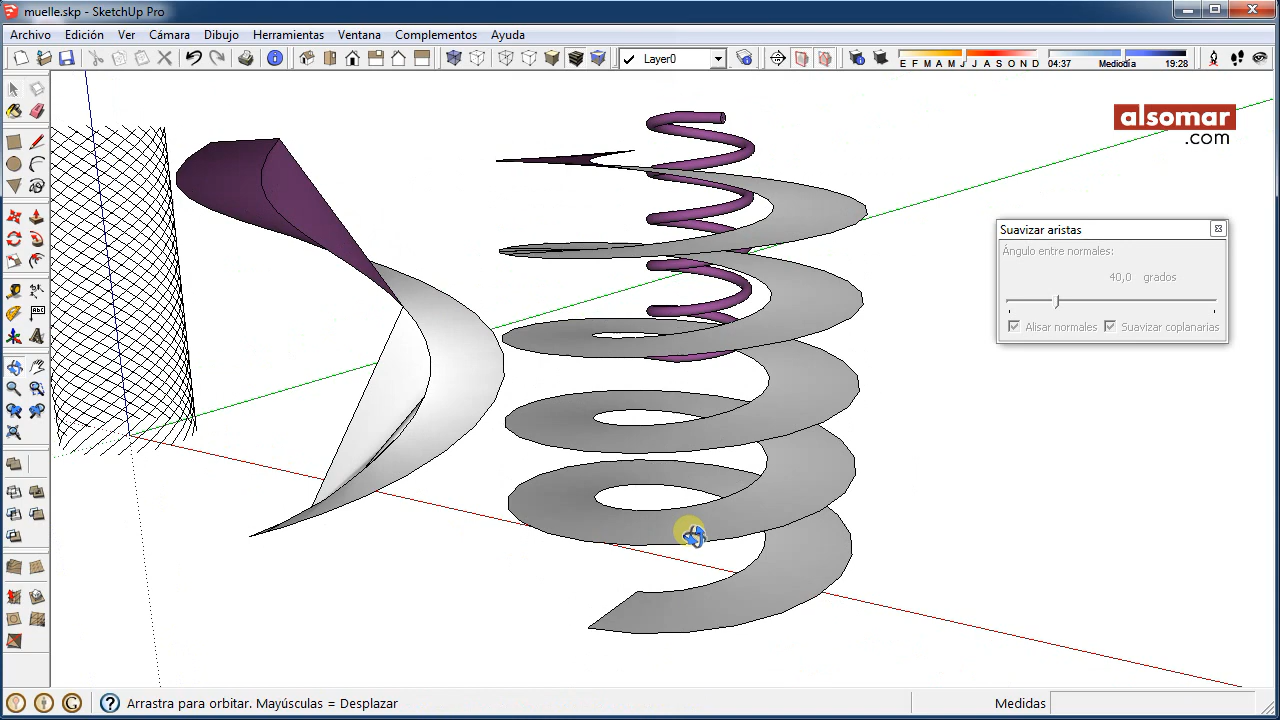 muelle.skp - SketchUp Pro
Archivo Edición Ver Cámara Dibujo Herramientas Ventana Complementos Ayuda
Layer0
E F M A M J J A S O N D
04:37 Mediodía 19:28
alsomar
.com
Suavizar aristas
Ángulo entre normales:
40,0 grados
Alisar normales Suavizar coplanarias
Abc
Arrastra para orbitar. Mayúsculas = Desplazar
Medidas